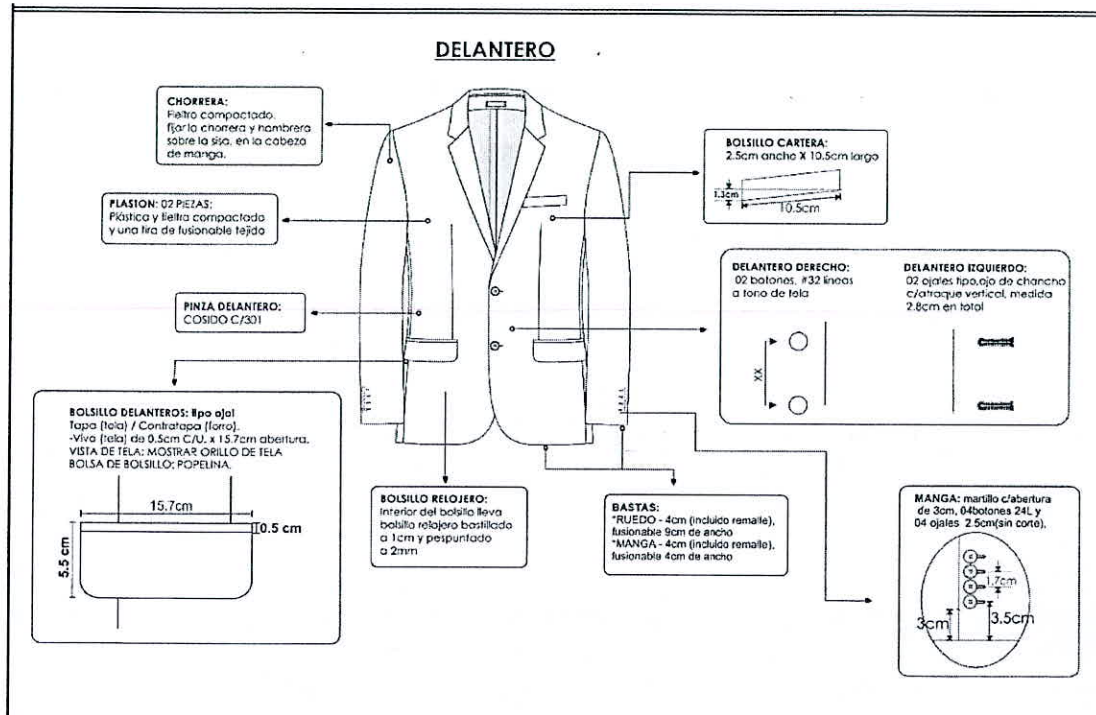 DELANTERO
CHORRERA:
Fieltro compactado,
fijar la chorrera y hombrera
sobre la sisa, en la cabeza
de manga.
BOLSILLO CARTERA:
2.5cm ancho X 10.5cm largo
1.3cm
10.5cm
PLASTON: 02 PIEZAS:
Plástica y fieltro compactado
y una tira de fusionable tejido
DELANTERO DERECHO:
02 botones, #32 líneas
a tono de tela
XX
DELANTERO IZQUIERDO:
02 ojales tipo,ojo de chancho
c/atraque vertical, medida
2.8cm en total
PINZA DELANTERO:
COSIDO C/301
BOLSILLO DELANTEROS: tipo ojal
Tapa (tela) / Contratapa (forro).
-Vivo (tela) de 0.5cm C/U. x 15.7cm abertura.
VISTA DE TELA: MOSTRAR ORILLO DE TELA
BOLSA DE BOLSILLO: POPELINA.
15.7cm
0.5 cm
5.5 cm
BOLSILLO RELOJERO:
Interior del bolsillo lleva
bolsillo relojero bastillado
a 1cm y pespuntado
a 2mm
BASTAS:
*RUEDO - 4cm (incluido remalle),
fusionable 9cm de ancho
*MANGA - 4cm (incluido remalle),
fusionable 4cm de ancho
MANGA: martillo c/abertura
de 3cm, 04botones 24L y
04 ojales 2.5cm(sin corte).
1.7cm
3cm
3.5cm